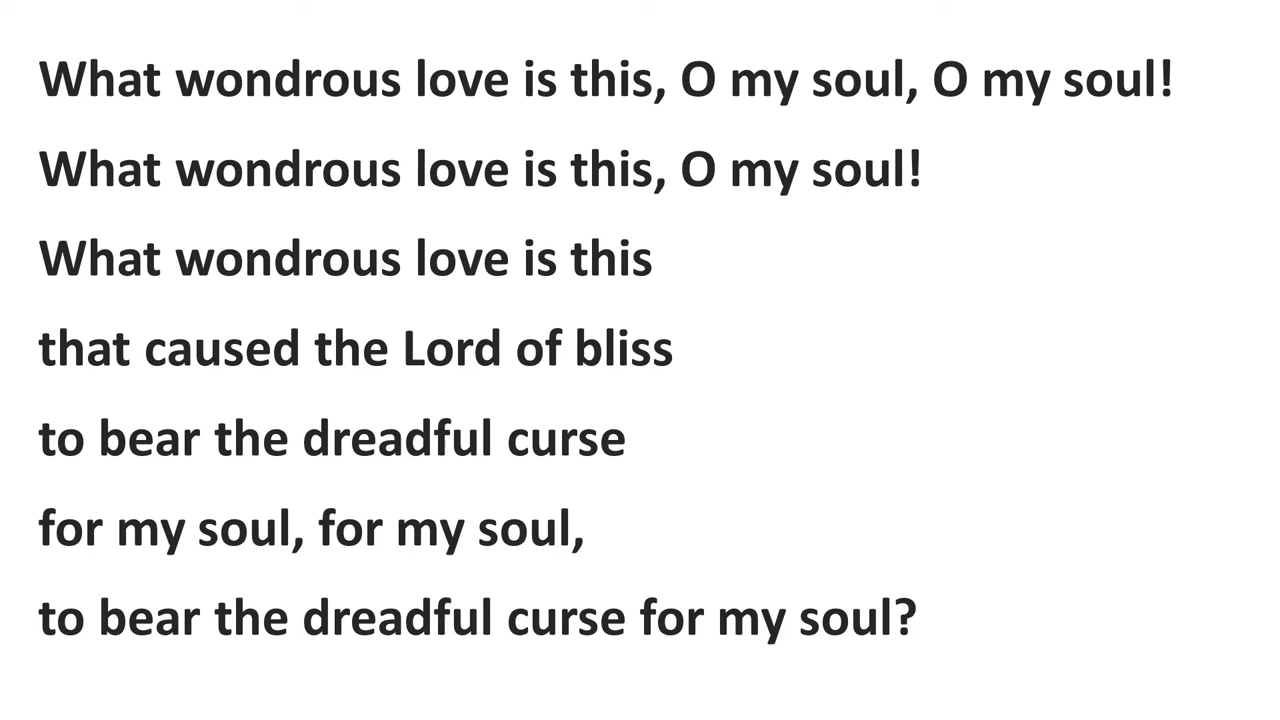 What wondrous love is this, O my soul, O my soul!
What wondrous love is this, O my soul!
What wondrous love is this
that caused the Lord of bliss
to bear the dreadful curse
for my soul, for my soul,
to bear the dreadful curse for my soul?